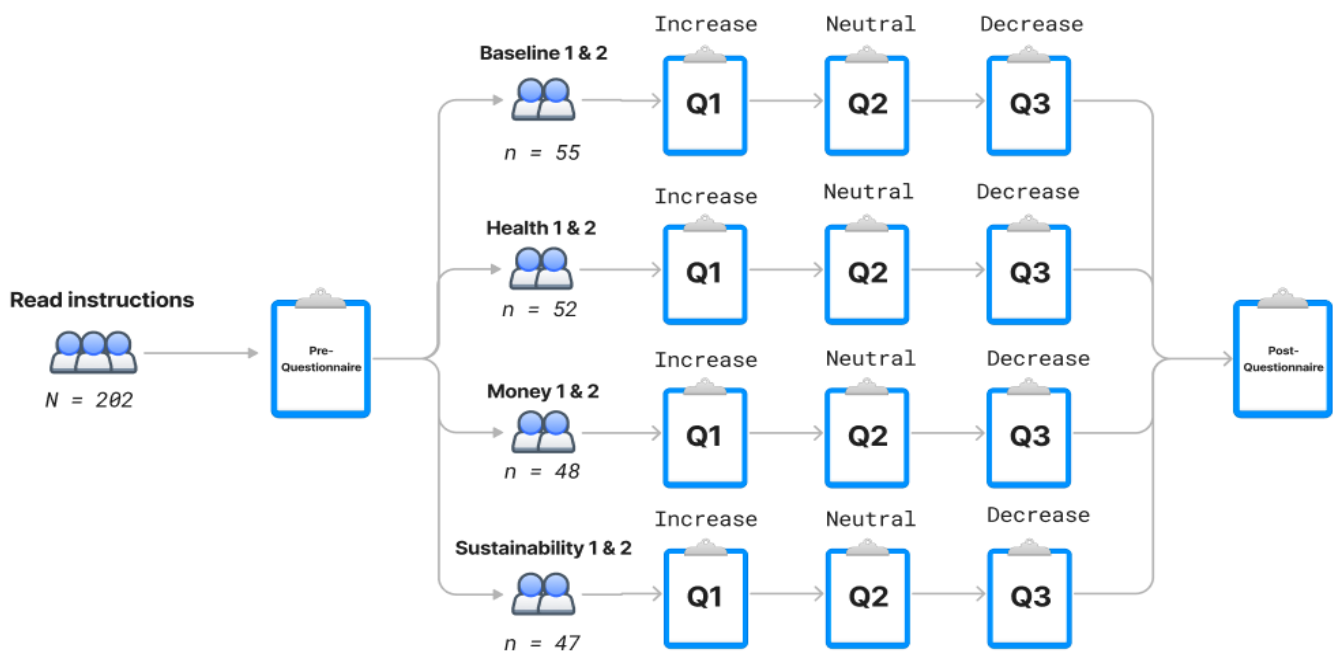 Read instructions
N = 202
Pre-
Questionnaire
Baseline 1 & 2
n = 55
Increase
Q1
Neutral
Q2
Decrease
Q3
Health 1 & 2
n = 52
Increase
Q1
Neutral
Q2
Decrease
Q3
Money 1 & 2
n = 48
Increase
Q1
Neutral
Q2
Decrease
Q3
Sustainability 1 & 2
n = 47
Increase
Q1
Neutral
Q2
Decrease
Q3
Post-
Questionnaire